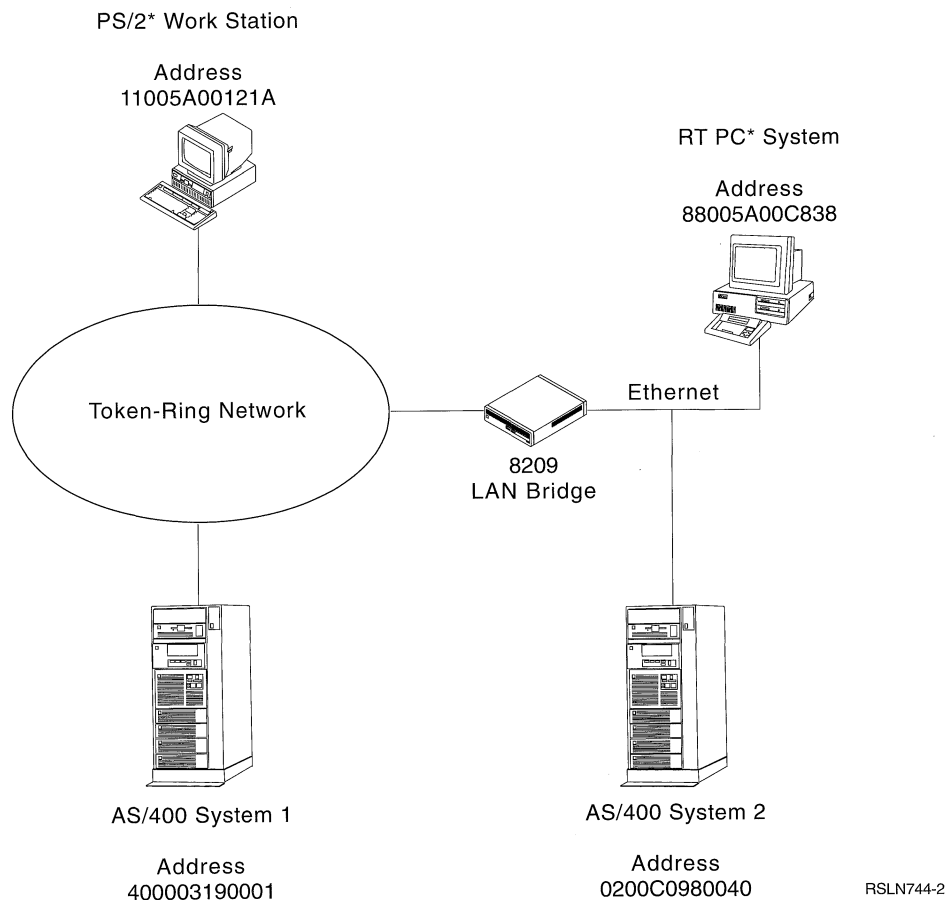 PS/2* Work Station
Address
11005A00121A
RT PC* System
Address
88005A00C838
Token-Ring Network
Ethernet
8209
LAN Bridge
AS/400 System 1
Address
400003190001
AS/400 System 2
Address
0200C0980040
RSLN744-2